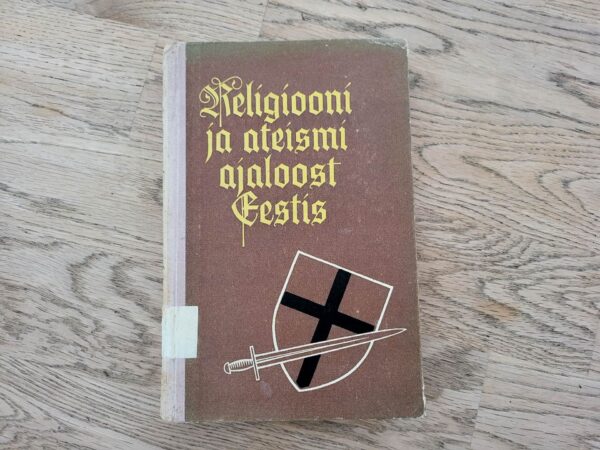 Religiooni
ja ateismi
ajaloost
Eestis